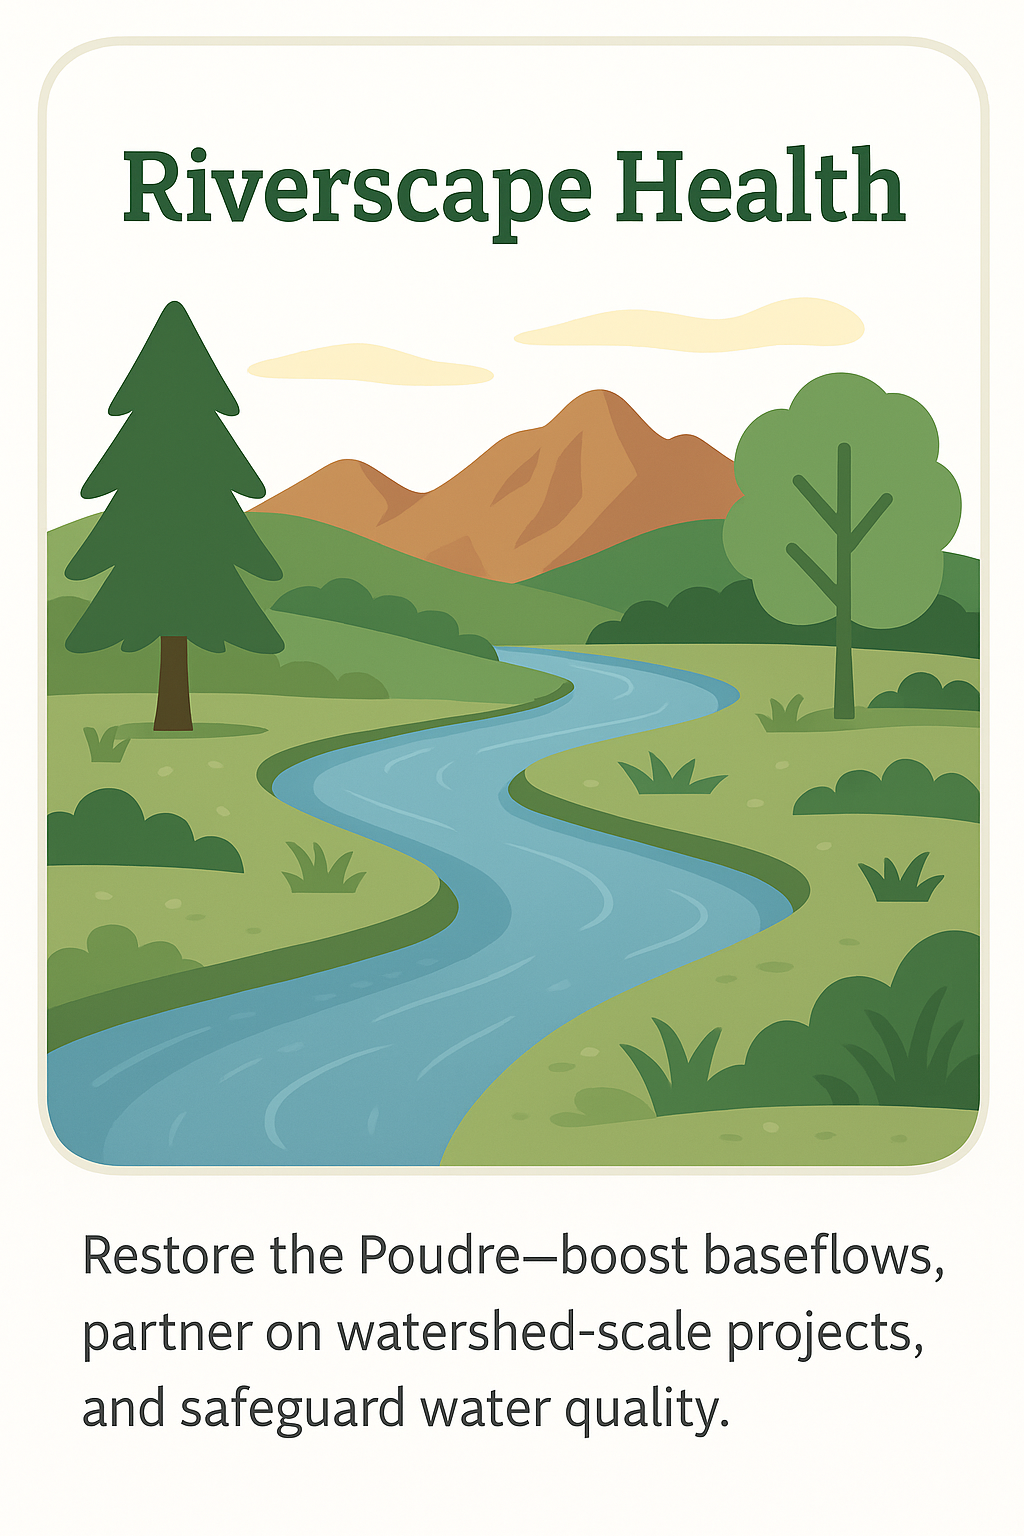 Riverscape Health
Restore the Poudre—boost baseflows,
partner on watershed-scale projects,
and safeguard water quality.